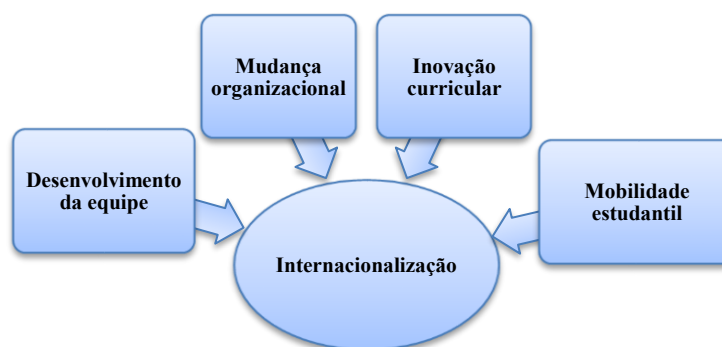 Mudança
organizacional
Inovação
curricular
Desenvolvimento
da equipe
Mobilidade
estudantil
Internacionalização